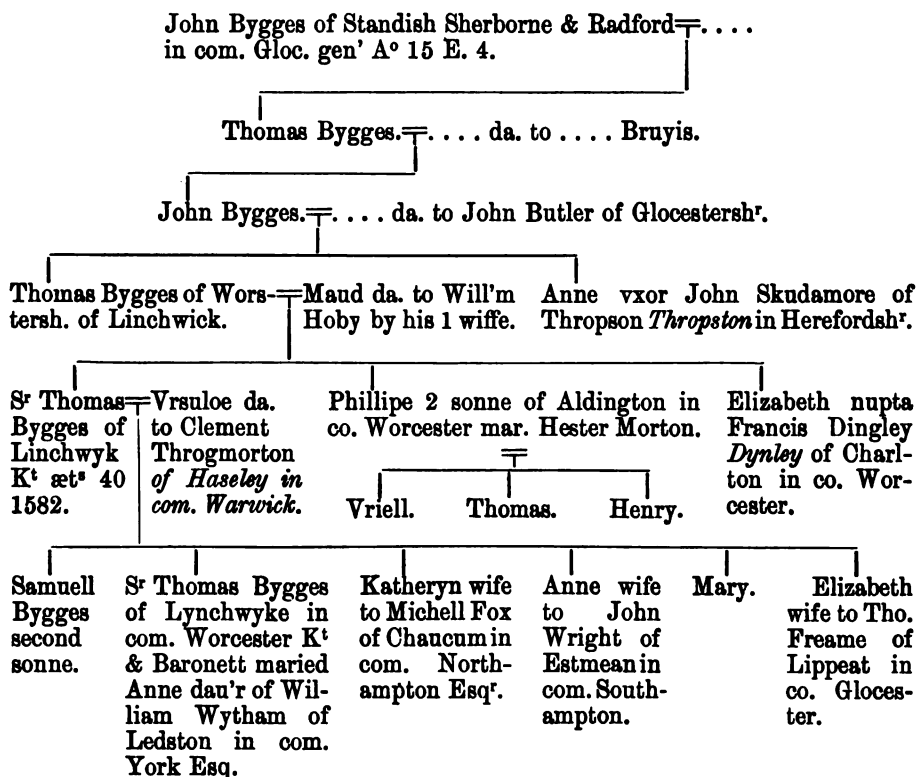 John Bygges of Standish Sherborne & Radford=....
in com. Gloc. gen' Aº 15 E. 4.
Thomas Bygges.=.... da. to .... Bruyis.
John Bygges.=.... da. to John Butler of Glocestershʳ.
Thomas Bygges of Wors-
tersh. of Linchwick.
=Maud da. to Will'm
Hoby by his 1 wiffe.
Anne vxor John Skudamore of
Thropson Thropston in Herefordshʳ.
Sʳ Thomas
Bygges of
Linchwyk
Kᵗ ætˢ 40
1582.
=Vrsuloe da.
to Clement
Throgmorton
of Haseley in
com. Warwick.
Phillipe 2 sonne of Aldington in
co. Worcester mar. Hester Morton.
=
Elizabeth nupta
Francis Dingley
Dynley of Charl-
ton in co. Wor-
cester.
Vriell. Thomas. Henry.
Samuell
Bygges
second
sonne.
Sʳ Thomas Bygges
of Lynchwyke in
com. Worcester Kᵗ
& Baronett maried
Anne dau'r of Wil-
liam Wytham of
Ledston in com.
York Esq.
Katheryn wife
to Michell Fox
of Chaucum in
com. North-
ampton Esqʳ.
Anne wife
to John
Wright of
Estmean in
com. South-
ampton.
Mary.
Elizabeth
wife to Tho.
Freame of
Lippeat in
co. Gloces-
ter.